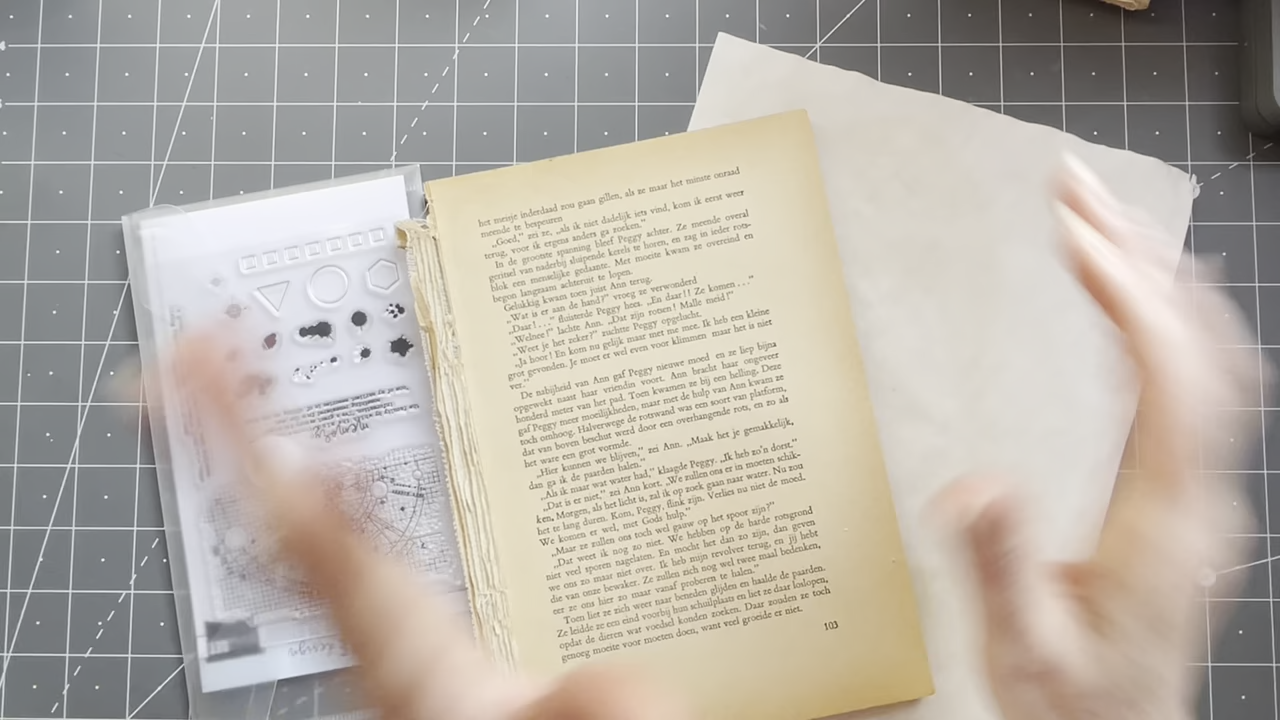 het meisje inderdaad zou gaan gillen, als ze maar het minste onraad
meende te bespeuren
„Goed,” zei ze, „als ik niet dadelijk iets vind, kom ik eerst weer
terug, voor ik ergens anders ga zoeken.”
In de grootste spanning bleef Peggy achter. Ze meende overal
geritsel van naderbij sluipende kerels te horen, en zag in ieder rots-
blok een menselijke gedaante. Met moeite kwam ze overeind en
begon langzaam achteruit te lopen.
Gelukkig kwam toen juist Ann terug.
„Wat is er aan de hand?” vroeg ze verwonderd
„Daar! . . .” fluisterde Peggy hees. „En daar!! Ze komen . . .”
„Welnee!” lachte Ann. „Dat zijn rotsen! Malle meid!”
„Weet je het zeker?” zuchtte Peggy opgelucht.
„Ja hoor! En kom nu gelijk maar met me mee. Ik heb een kleine
grot gevonden. Je moet er wel even voor klimmen maar het is niet
ver.”
De nabijheid van Ann gaf Peggy nieuwe moed en ze liep bijna
opgewekt naast haar vriendin voort. Ann bracht haar ongeveer
honderd meter van het pad. Toen kwamen ze bij een helling. Deze
gaf Peggy meer moeilijkheden, maar met de hulp van Ann kwam ze
toch omhoog. Halverwege de rotswand was een soort van platform,
dat van boven beschut werd door een overhangende rots, en zo als
het ware een grot vormde.
„Hier kunnen we blijven,” zei Ann. „Maak het je gemakkelijk,
dan ga ik de paarden halen.”
„Als ik maar wat water had,” klaagde Peggy. „Ik heb zo'n dorst.”
„Dat is er niet,” zei Ann kort. „We zullen ons er in moeten schik-
ken, Morgen, als het licht is, zal ik op zoek gaan naar water. Nu zou
het te lang duren. Kom, Peggy, flink zijn. Verlies nu niet de moed.
We komen er wel, met Gods hulp.”
„Maar ze zullen ons toch wel gauw op het spoor zijn?”
„Dat weet ik nog zo niet. We hebben op de harde rotsgrond
niet veel sporen nagelaten. En mocht het dan zo zijn, dan geven
we ons zo maar niet over. Ik heb mijn revolver terug, en jij hebt
die van onze bewaker. Ze zullen zich nog wel twee maal bedenken,
eer ze ons hier zo maar vanaf proberen te halen.”
Toen liet ze zich weer naar beneden glijden en haalde de paarden.
Ze leidde ze een eind voorbij hun schuilplaats en liet ze daar loslopen,
opdat de dieren wat voedsel konden zoeken. Daar zouden ze toch
genoeg moeite voor moeten doen, want veel groeide er niet.
103
memory
design